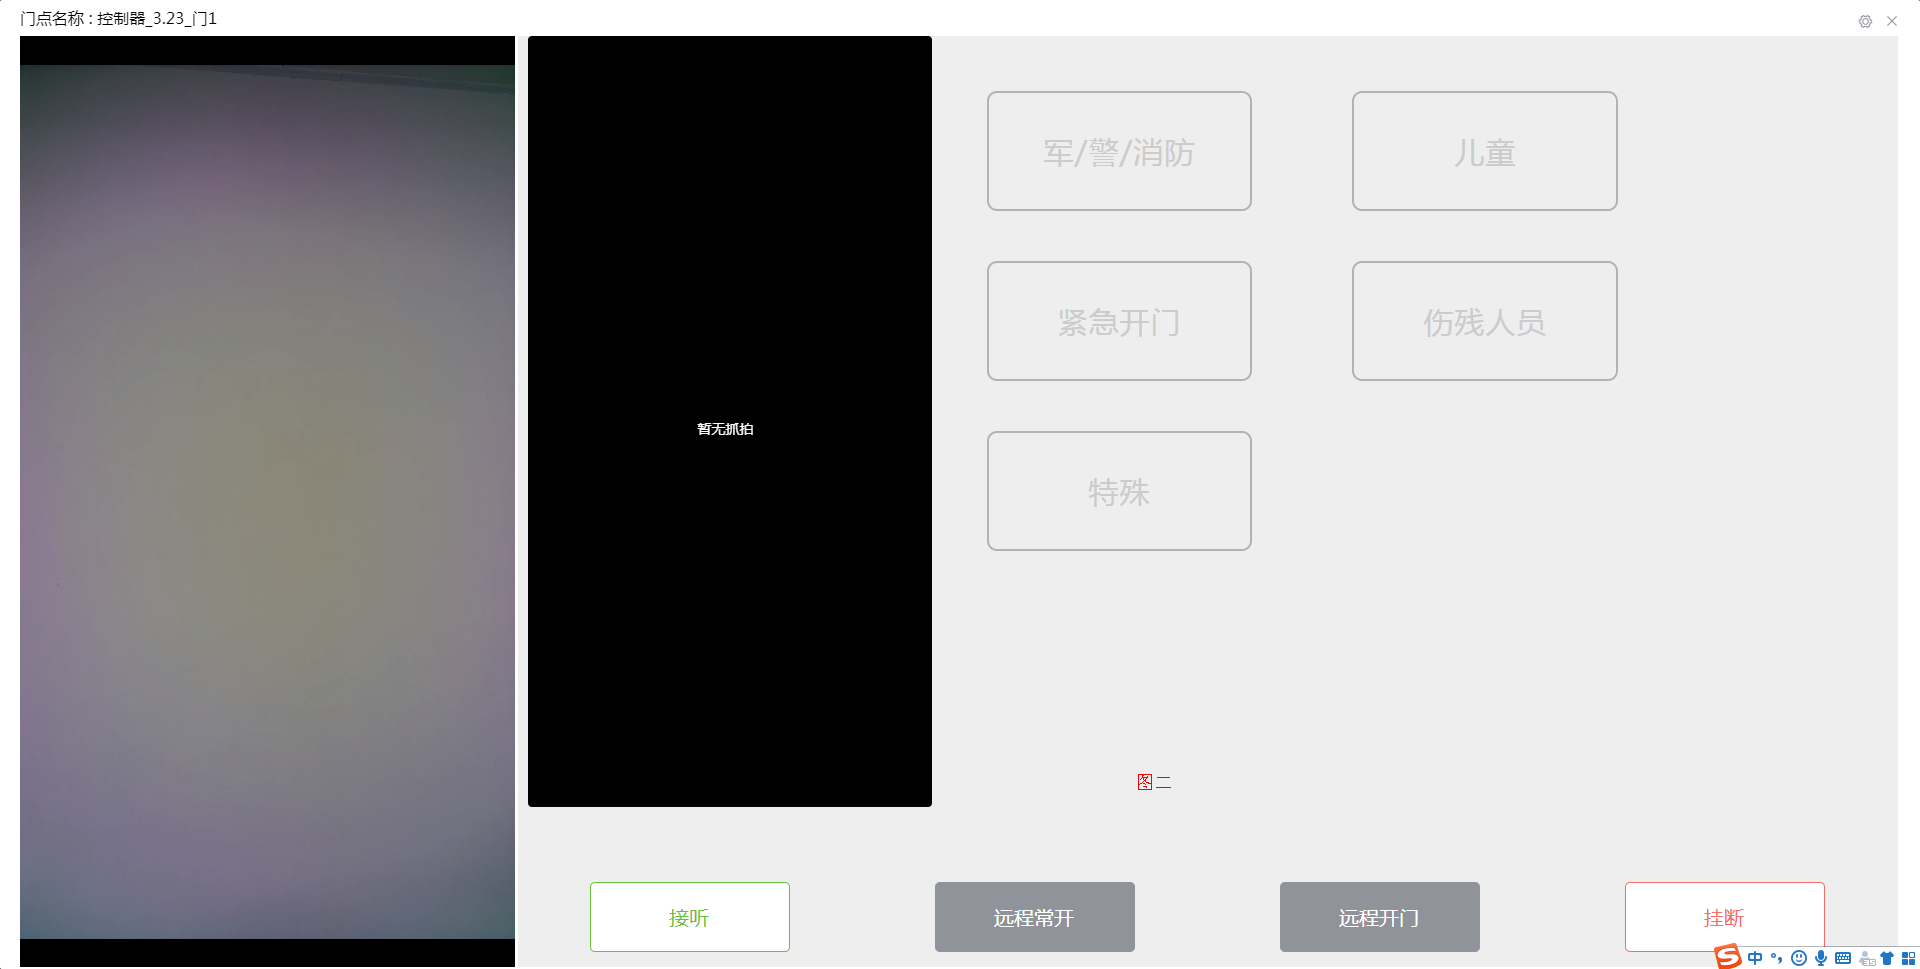 门点名称 : 控制器_3.23_门1
军/警/消防
儿童
紧急开门
伤残人员
特殊
暂无抓拍
图二
接听
远程常开
远程开门
挂断
中